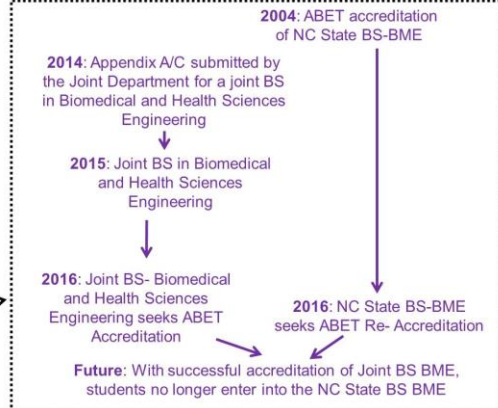 2004: ABET accreditation
of NC State BS-BME
2014: Appendix A/C submitted by
the Joint Department for a joint BS
in Biomedical and Health Sciences
Engineering
2015: Joint BS in Biomedical
and Health Sciences
Engineering
2016: Joint BS- Biomedical
and Health Sciences
Engineering seeks ABET
Accreditation
2016: NC State BS-BME
seeks ABET Re- Accreditation
Future: With successful accreditation of Joint BS BME,
students no longer enter into the NC State BS BME